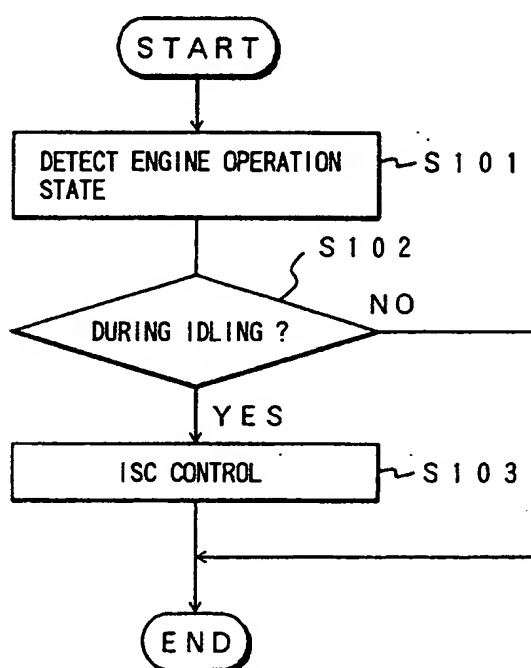 START
DETECT ENGINE OPERATION
STATE
S101
S102
DURING IDLING ?
NO
YES
ISC CONTROL
S103
END